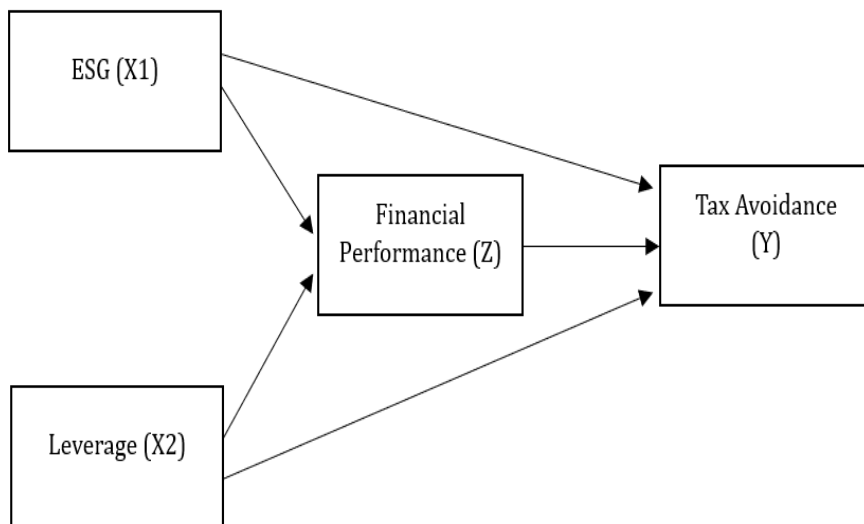 ESG (X1)
Financial
Performance (Z)
Tax Avoidance
(Y)
Leverage (X2)